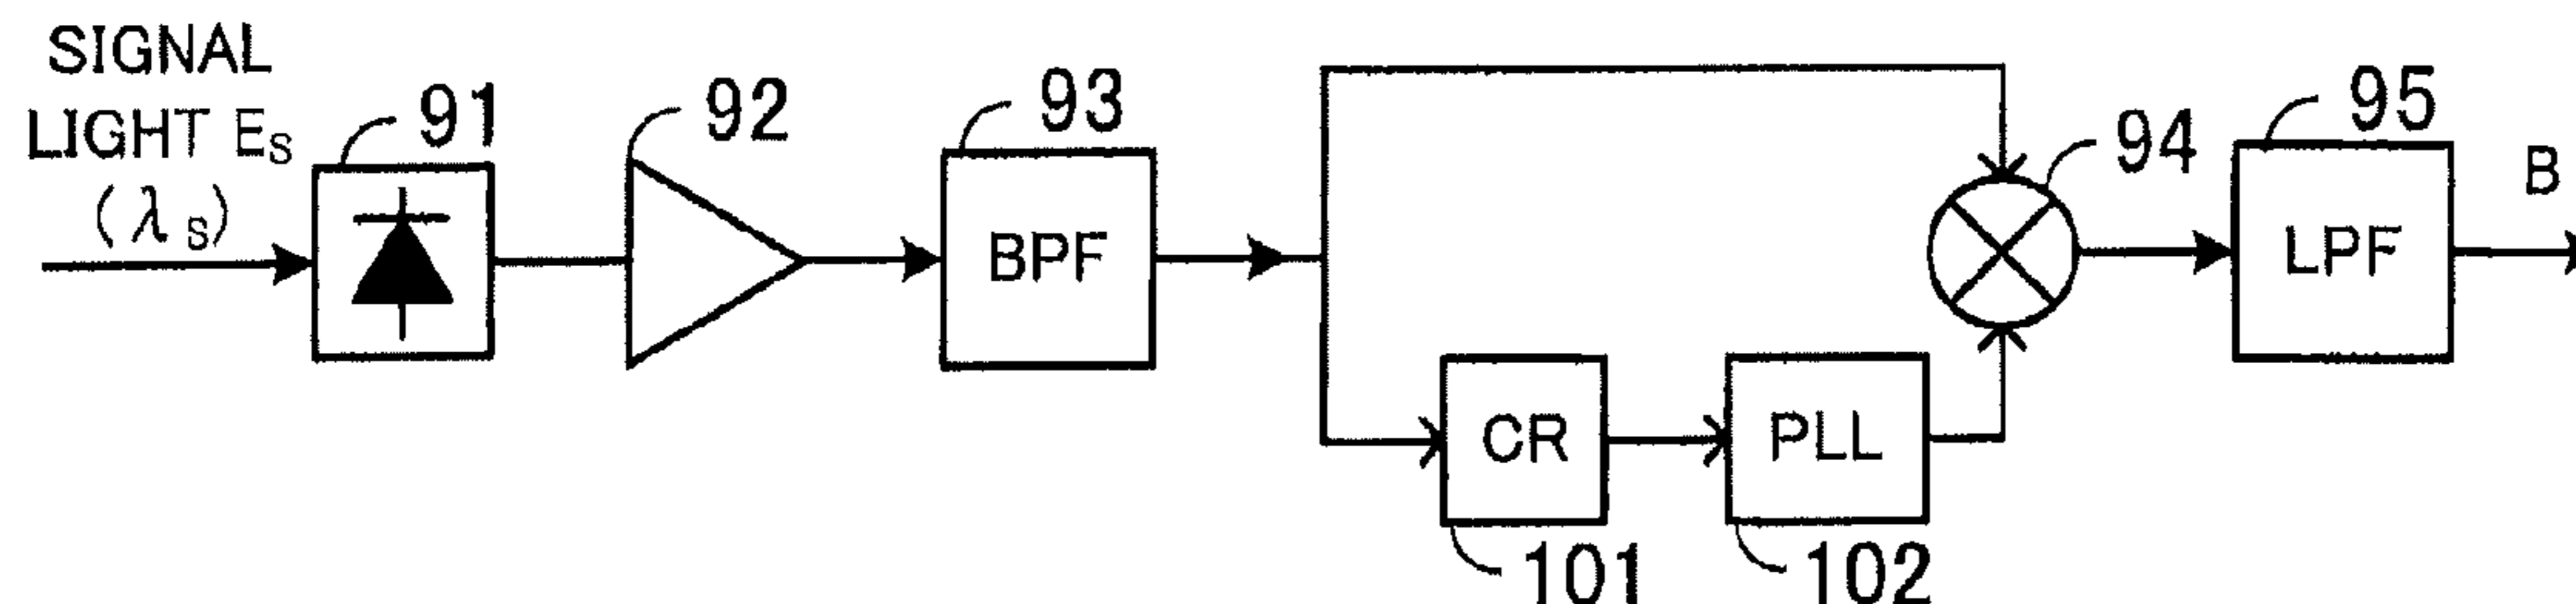 SIGNAL
LIGHT ES
(λS)
91
92
93
BPF
94
95
LPF
B
CR
PLL
101
102